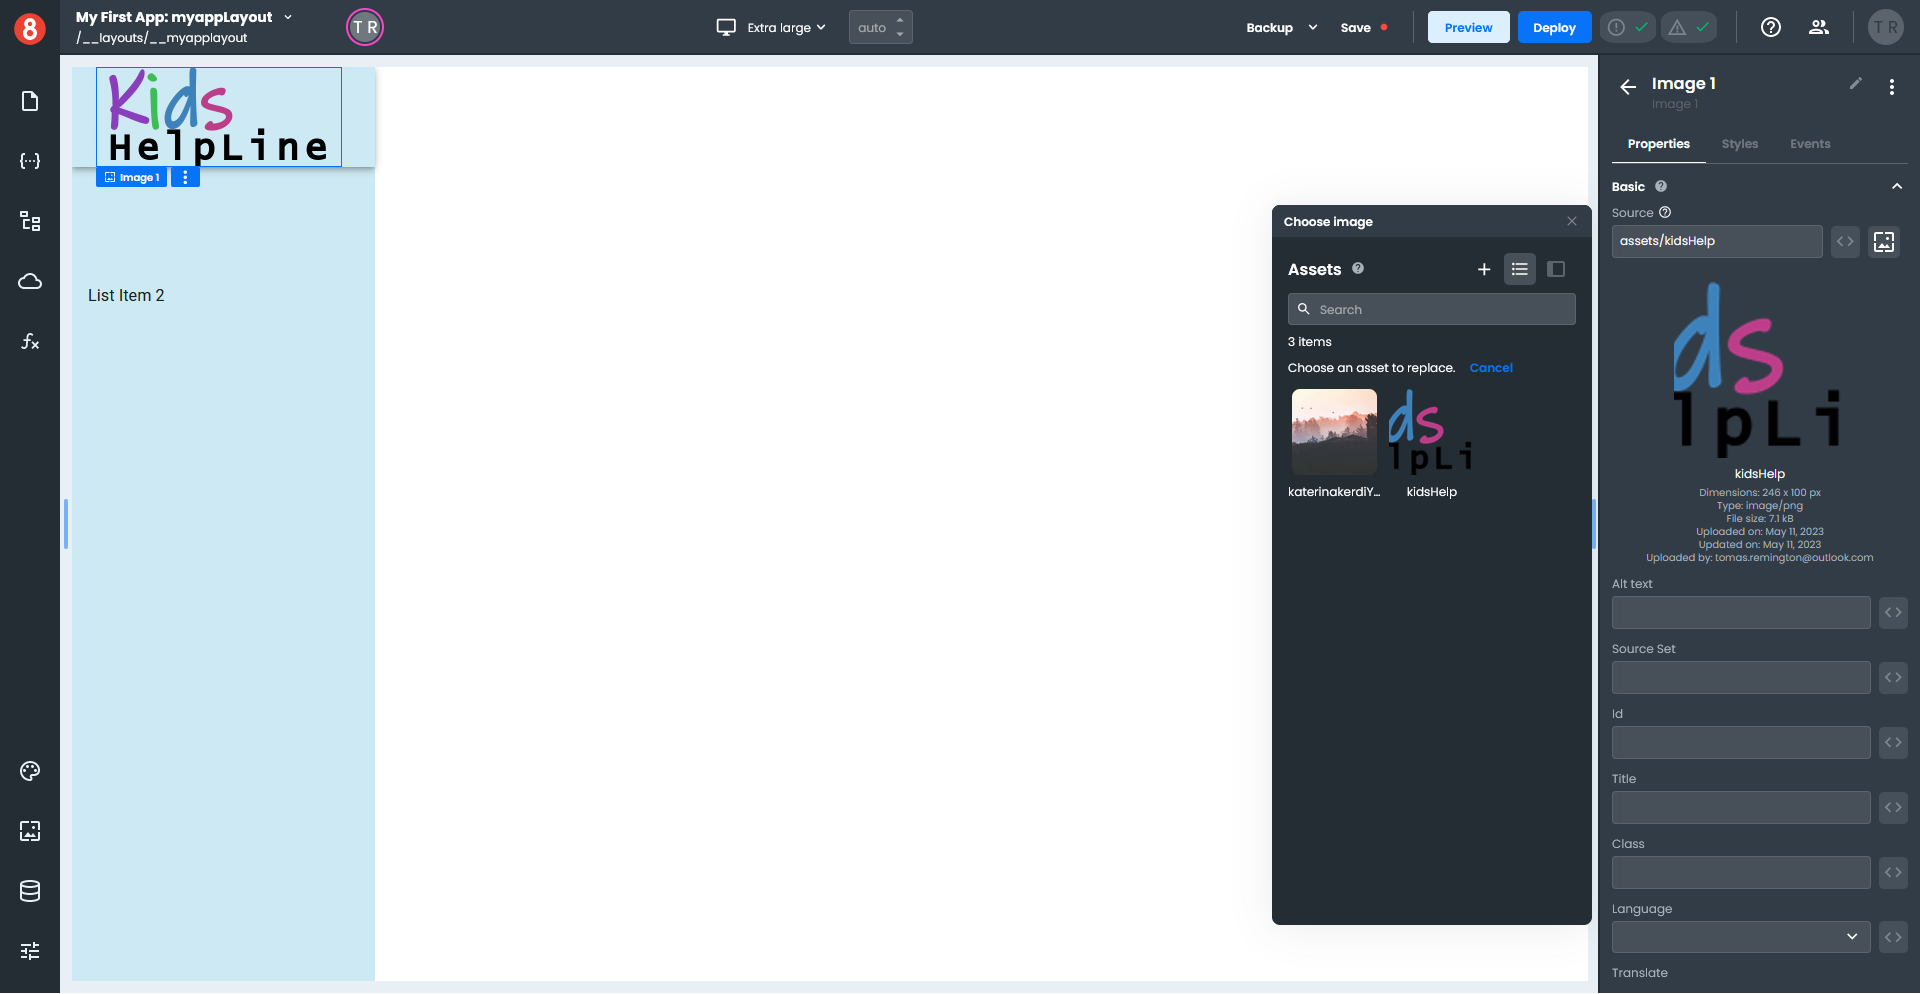 My First App: myappLayout
/__layouts/__myapplayout
T R
Extra large
auto
Backup
Save
Preview
Deploy
T R
Kids
HelpLine
Image 1
List Item 2
Choose image
Assets
Search
3 items
Choose an asset to replace. Cancel
ds
lpLi
katerinakerdiY...
kidsHelp
Image 1
Image 1
Properties
Styles
Events
Basic
Source
assets/kidsHelp
ds
lpLi
kidsHelp
Dimensions: 246 x 100 px
Type: image/png
File size: 7.1 kB
Uploaded on: May 11, 2023
Updated on: May 11, 2023
Uploaded by: tomas.remington@outlook.com
Alt text
Source Set
Id
Title
Class
Language
Translate